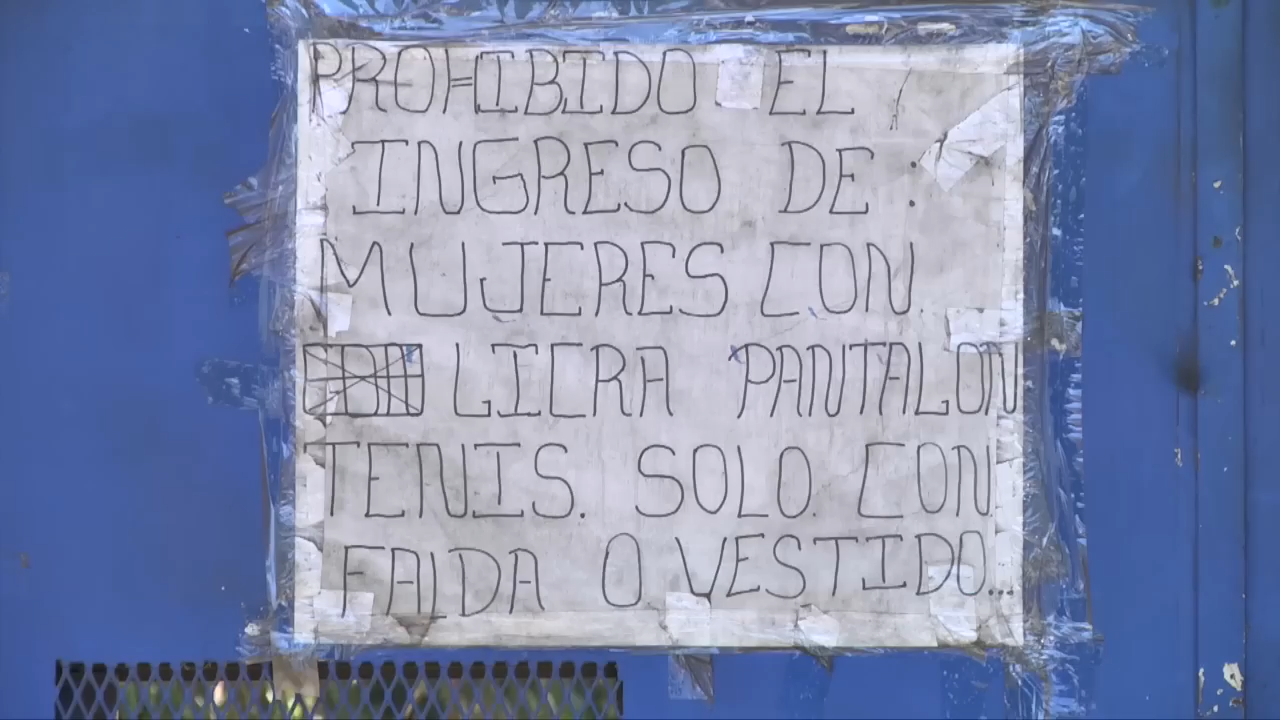 PROHIBIDO EL
INGRESO DE:
MUJERES CON
LICRA PANTALON
TENIS. SOLO. CON
FALDA O VESTIDO...